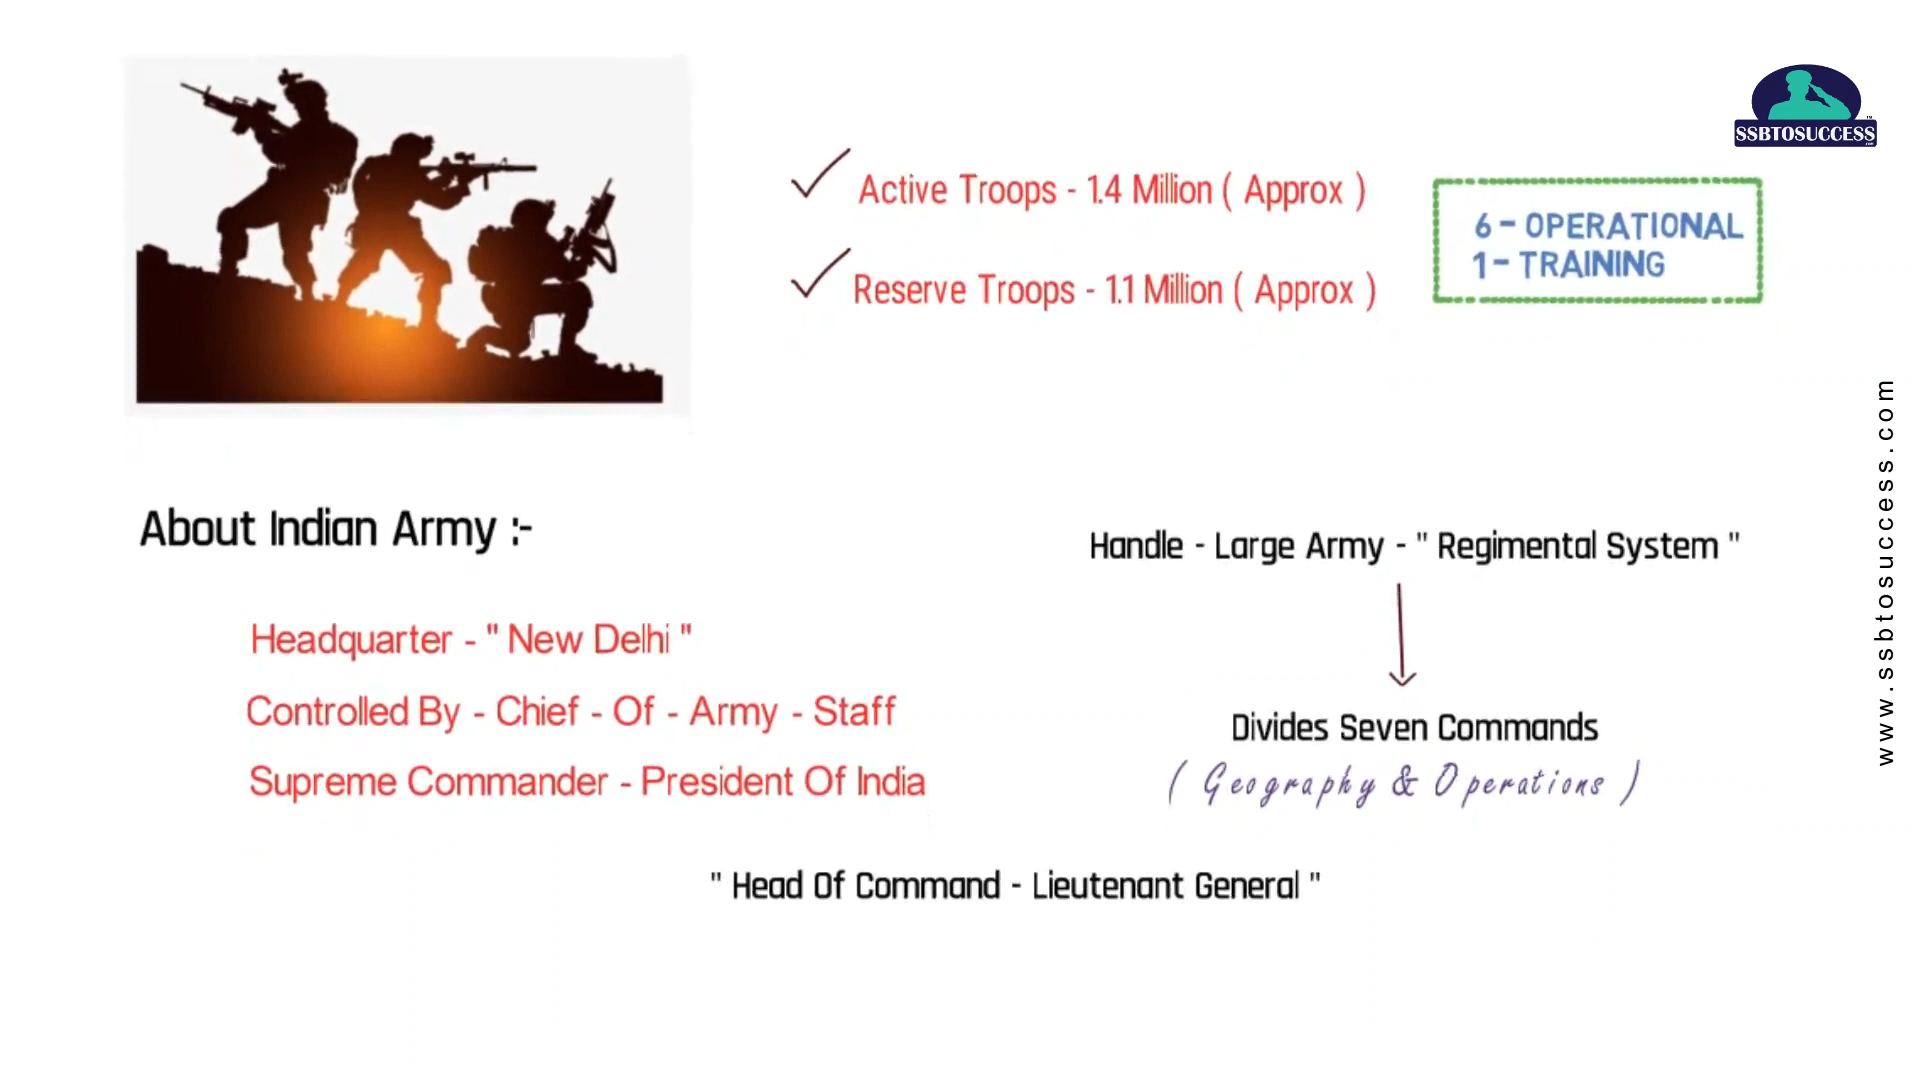 SSBTOSUCCESS
.com
Active Troops - 1.4 Million ( Approx )
Reserve Troops - 1.1 Million ( Approx )
6 - OPERATIONAL
1 - TRAINING
About Indian Army :-
Headquarter - " New Delhi "
Controlled By - Chief - Of - Army - Staff
Supreme Commander - President Of India
Handle - Large Army - " Regimental System "
Divides Seven Commands
( Geography & Operations )
" Head Of Command - Lieutenant General "
www.ssbtosuccess.com